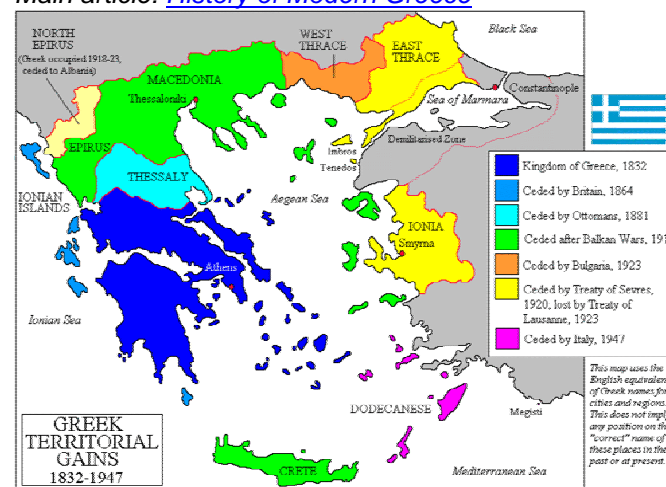 Main article: History of Modern Greece
NORTH
EPIRUS
(Greek occupied 1918-23,
ceded to Albania)
WEST
THRACE
EAST
THRACE
Black Sea
MACEDONIA
Thessaloniki
Constantinople
Sea of Marmara
EPIRUS
Imbros
Tenedos
Demilitarised Zone
THESSALY
IONIAN
ISLANDS
Aegean Sea
IONIA
Smyrna
Athens
Ionian Sea
DODECANESE
Megisti
CRETE
Mediterranean Sea
GREEK
TERRITORIAL
GAINS
1832-1947
Kingdom of Greece, 1832
Ceded by Britain, 1864
Ceded by Ottomans, 1881
Ceded after Balkan Wars, 191
Ceded by Bulgaria, 1923
Ceded by Treaty of Sevres,
1920, lost by Treaty of
Lausanne, 1923
Ceded by Italy, 1947
This map uses the
English equivalen
of Greek names for
cities and regions.
This does not impl
any position on th
"correct" name of
these places in the
past or at present.